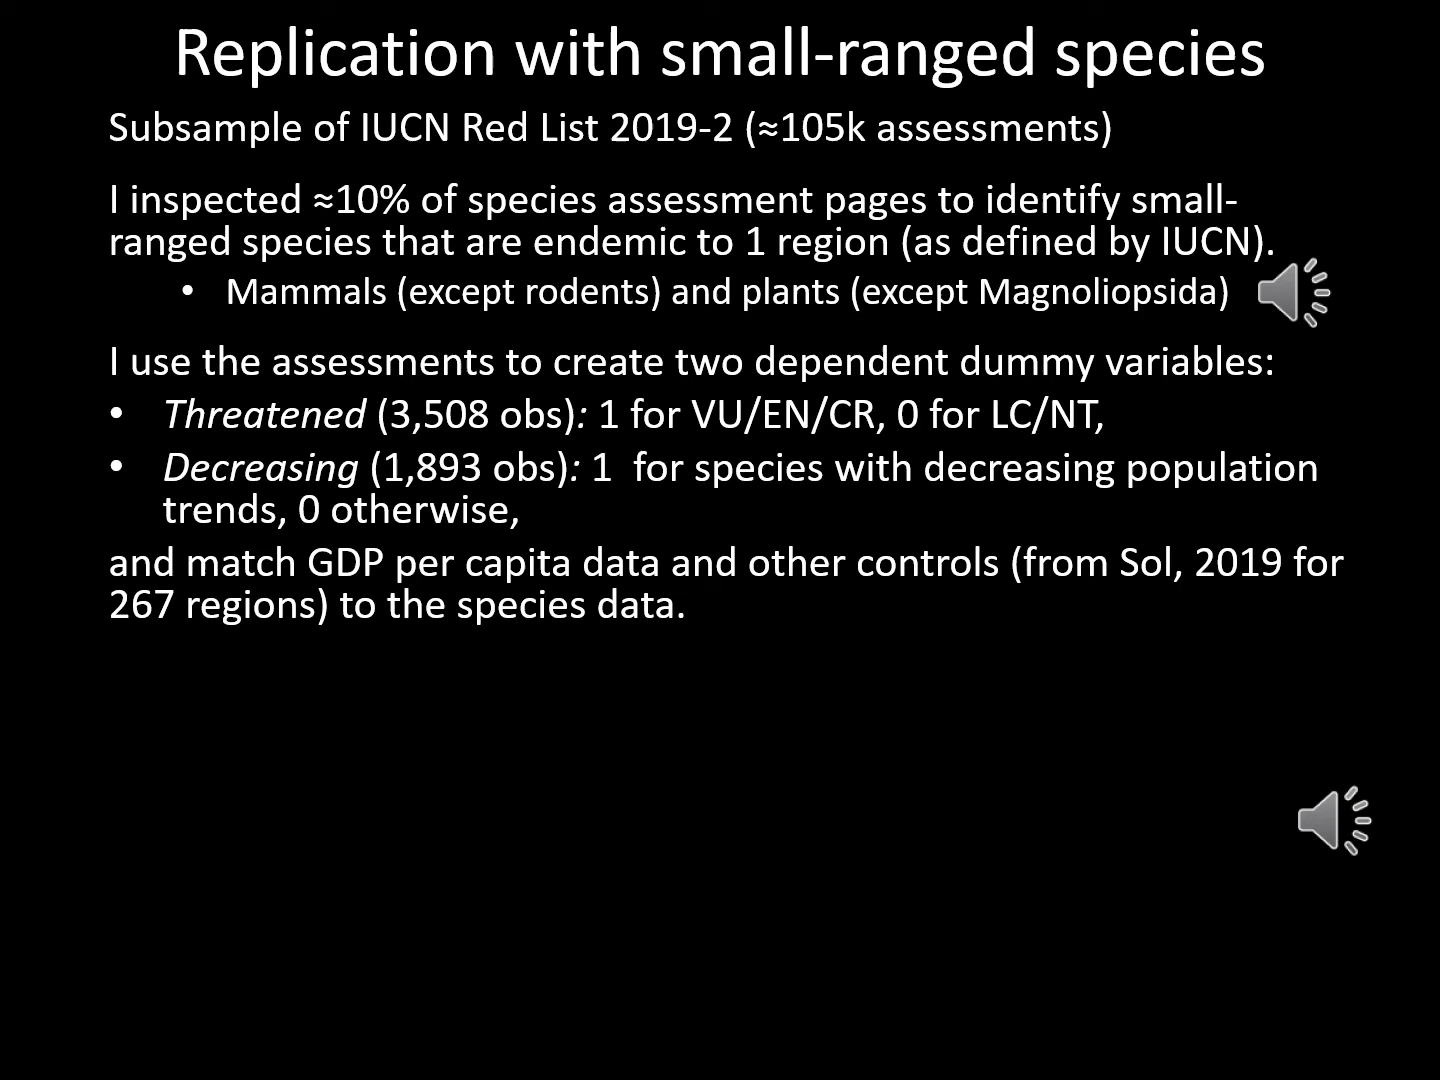 Replication with small-ranged species
Subsample of IUCN Red List 2019-2 (≈105k assessments)
I inspected ≈10% of species assessment pages to identify small-
ranged species that are endemic to 1 region (as defined by IUCN).
• Mammals (except rodents) and plants (except Magnoliopsida)
I use the assessments to create two dependent dummy variables:
• Threatened (3,508 obs): 1 for VU/EN/CR, 0 for LC/NT,
• Decreasing (1,893 obs): 1 for species with decreasing population
trends, 0 otherwise,
and match GDP per capita data and other controls (from Sol, 2019 for
267 regions) to the species data.